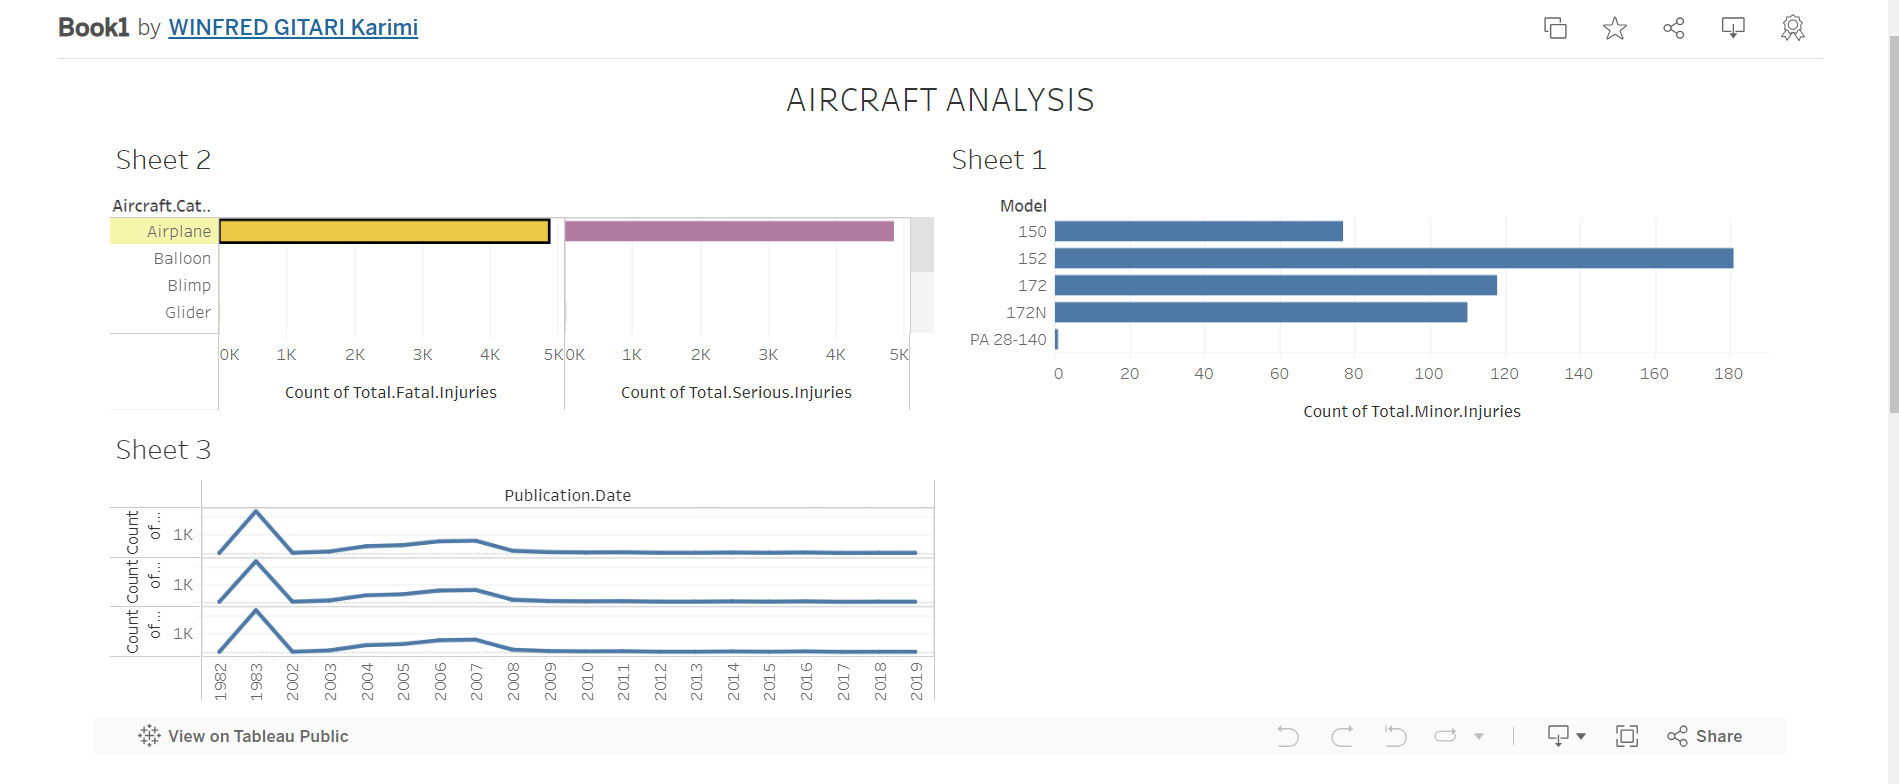 Book1 by WINFRED GITARI Karimi
AIRCRAFT ANALYSIS
Sheet 2
Aircraft.Cat..
Airplane
Balloon
Blimp
Glider
0K 1K 2K 3K 4K 5K 0K 1K 2K 3K 4K 5K
Count of Total.Fatal.Injuries Count of Total.Serious.Injuries
Sheet 1
Model
150
152
172
172N
PA 28-140
0 20 40 60 80 100 120 140 160 180
Count of Total.Minor.Injuries
Sheet 3
Publication.Date
Count of... 1K
Count of... 1K
Count of... 1K
1982 1983 2002 2003 2004 2005 2006 2007 2008 2009 2010 2011 2012 2013 2014 2015 2016 2017 2018 2019
View on Tableau Public Share